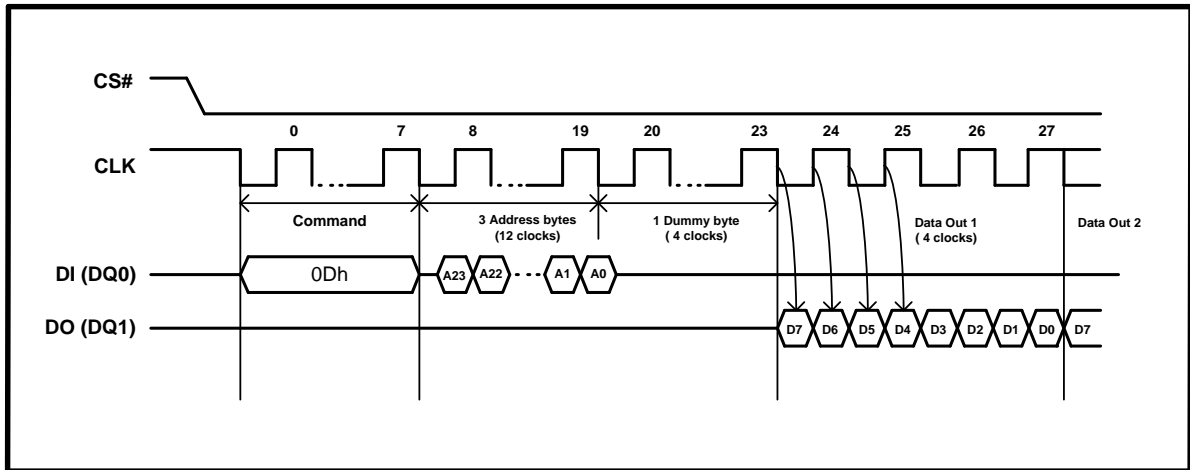 CS#
0 7 8 19 20 23 24 25 26 27
CLK
Command
3 Address bytes
(12 clocks)
1 Dummy byte
( 4 clocks)
Data Out 1
( 4 clocks)
Data Out 2
DI (DQ0)
0Dh A23 A22 A1 A0
DO (DQ1)
D7 D6 D5 D4 D3 D2 D1 D0 D7